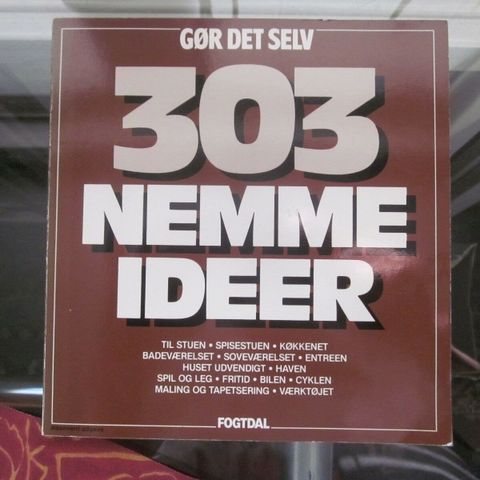 GØR DET SELV
303
NEMME
IDEER
TIL STUEN • SPISESTUEN • KØKKENET
BADEVÆRELSET • SOVEVÆRELSET • ENTREEN
HUSET UDVENDIGT • HAVEN
SPIL OG LEG • FRITID • BILEN • CYKLEN
MALING OG TAPETSERING • VÆRKTØJET
FOGTDAL